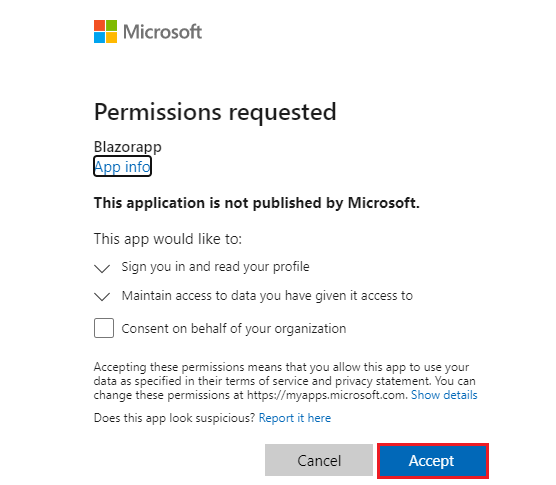 Microsoft
Permissions requested
Blazorapp
App info
This application is not published by Microsoft.
This app would like to:
Sign you in and read your profile
Maintain access to data you have given it access to
Consent on behalf of your organization
Accepting these permissions means that you allow this app to use your
data as specified in their terms of service and privacy statement. You can
change these permissions at https://myapps.microsoft.com. Show details
Does this app look suspicious? Report it here
Cancel Accept